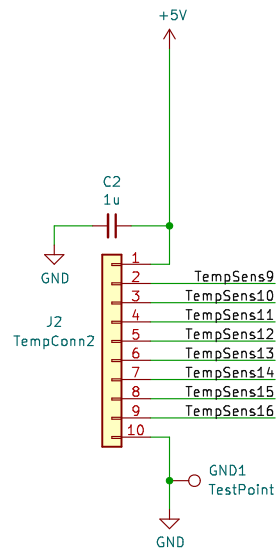 +5V
C2
1u
GND
1
2
TempSens9
3
TempSens10
4
TempSens11
J2
TempConn2
5
TempSens12
6
TempSens13
7
TempSens14
8
TempSens15
9
TempSens16
10
GND1
TestPoint
GND